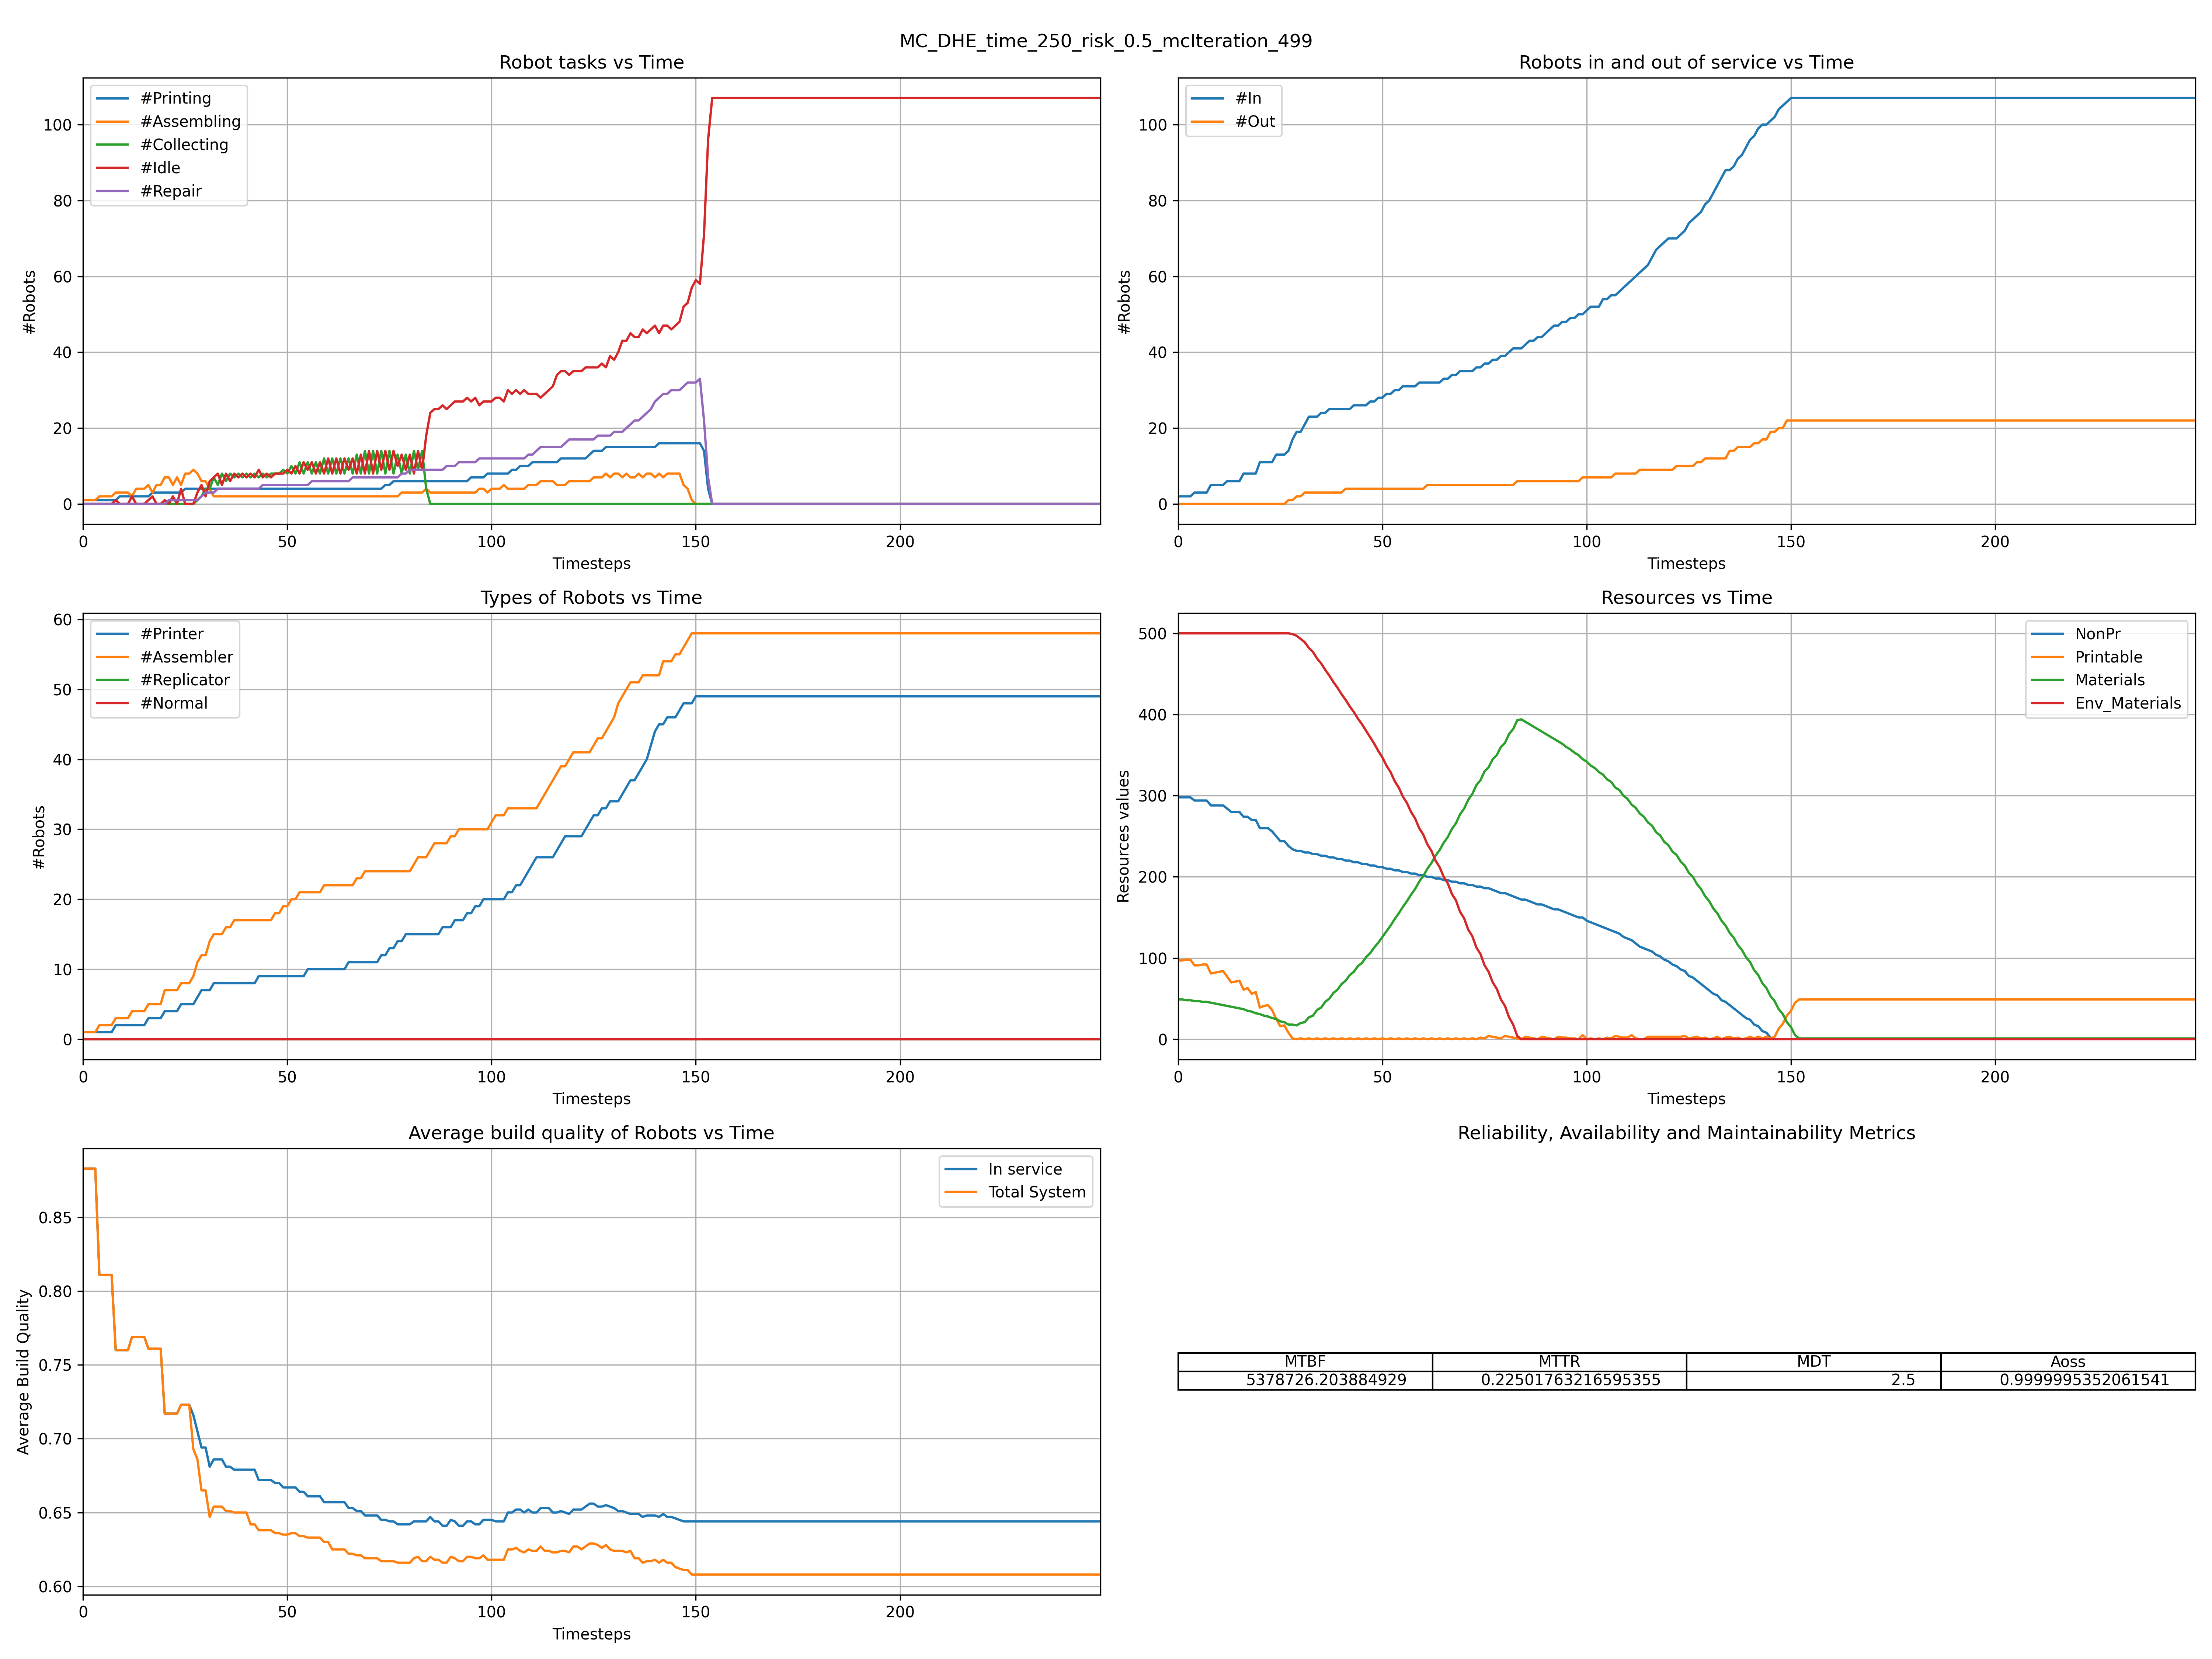 MC_DHE_time_250_risk_0.5_mcIteration_499
Robot tasks vs Time
#Printing
#Assembling
#Collecting
#Idle
#Repair
100
80
60
40
20
0
#Robots
0 50 100 150 200
Timesteps
Robots in and out of service vs Time
#In
#Out
100
80
60
40
20
0
#Robots
0 50 100 150 200
Timesteps
Types of Robots vs Time
#Printer
#Assembler
#Replicator
#Normal
60
50
40
30
20
10
0
#Robots
0 50 100 150 200
Timesteps
Resources vs Time
NonPr
Printable
Materials
Env_Materials
500
400
300
200
100
0
Resources values
0 50 100 150 200
Timesteps
Average build quality of Robots vs Time
In service
Total System
0.85
0.80
0.75
0.70
0.65
0.60
Average Build Quality
0 50 100 150 200
Timesteps
Reliability, Availability and Maintainability Metrics
MTBF MTTR MDT Aoss
5378726.203884929 0.22501763216595355 2.5 0.9999995352061541